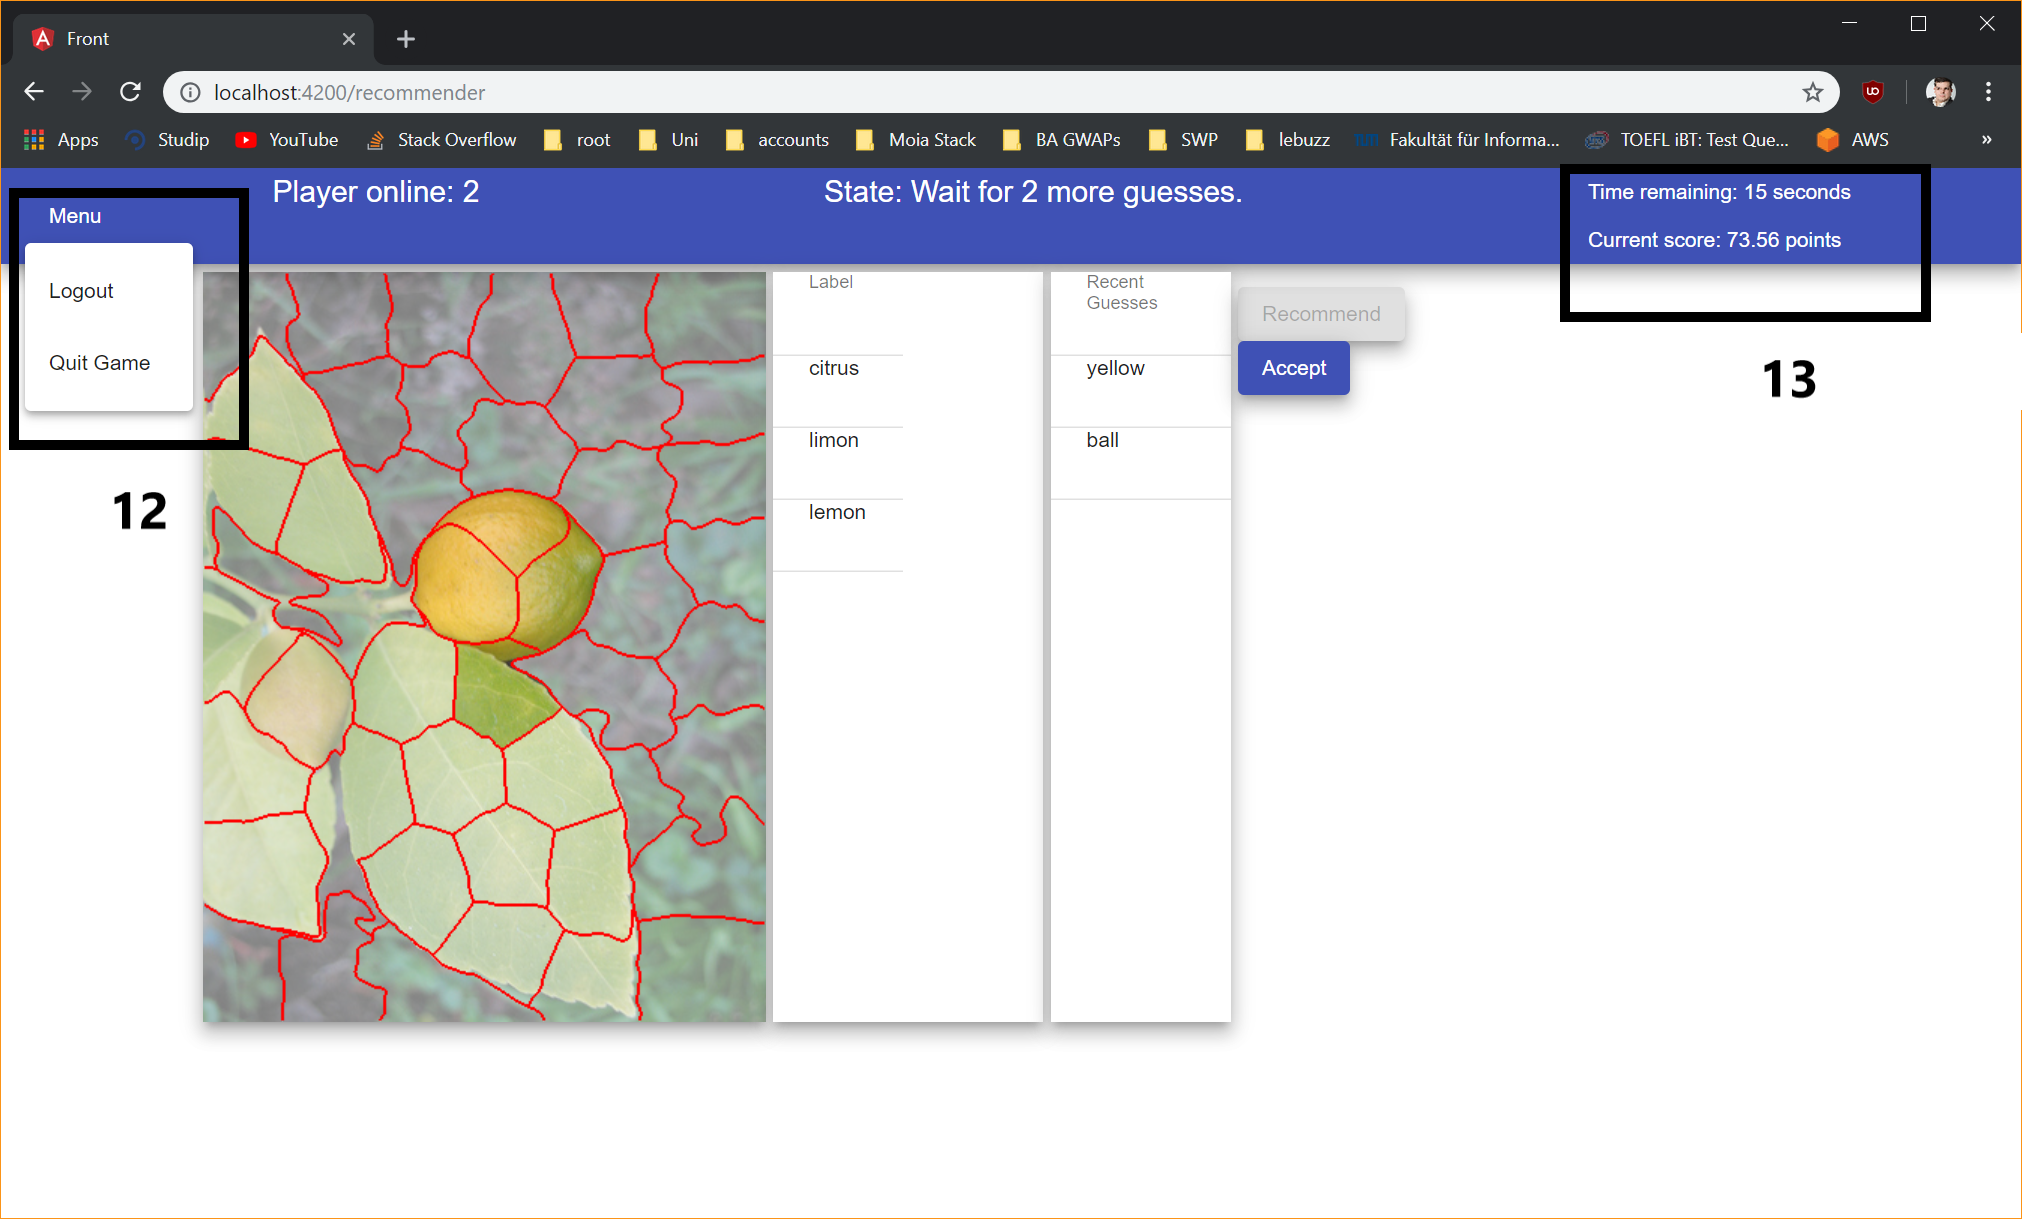 Front
localhost:4200/recommender
Apps Studip YouTube Stack Overflow root Uni accounts Moia Stack BA GWAPs SWP lebuzz Fakultät für Informa... TOEFL iBT: Test Que... AWS »
Menu
Player online: 2
State: Wait for 2 more guesses.
Time remaining: 15 seconds
Current score: 73.56 points
Logout
Quit Game
12
Label
citrus
limon
lemon
Recent
Guesses
yellow
ball
Recommend
Accept
13